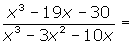 x³ − 19x − 30
x³ − 3x² − 10x =